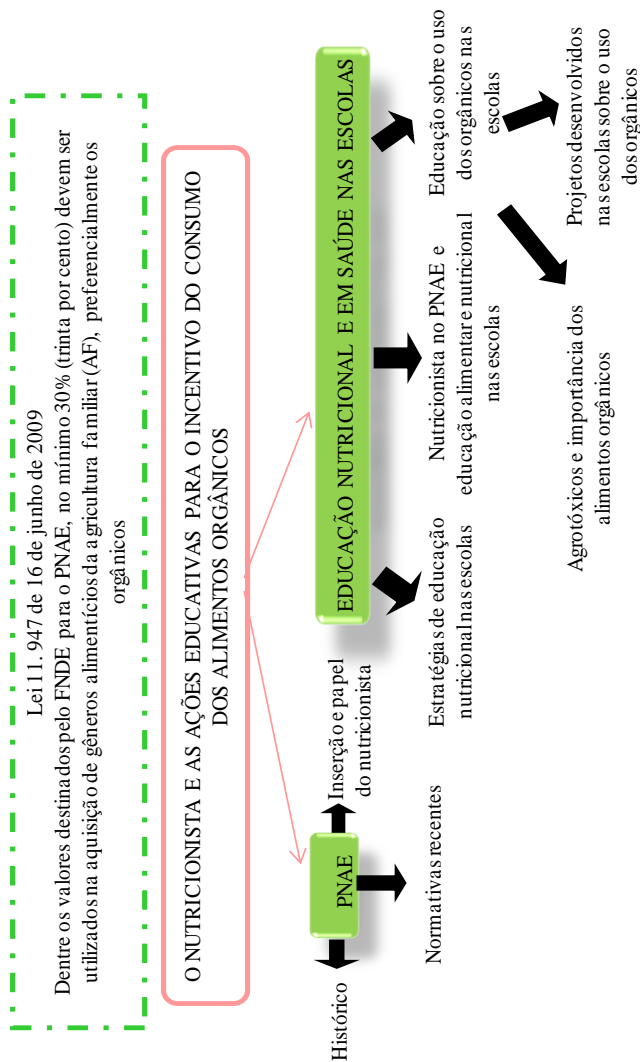 Lei 11. 947 de 16 de junho de 2009
Dentre os valores destinados pelo FNDE para o PNAE, no mínimo 30% (trinta por cento) devem ser
utilizados na aquisição de gêneros alimentícios da agricultura familiar (AF), preferencialmente os
orgânicos
O NUTRICIONISTA E AS AÇÕES EDUCATIVAS PARA O INCENTIVO DO CONSUMO
DOS ALIMENTOS ORGÂNICOS
Histórico
PNAE
Inserção e papel
do nutricionista
Normativas recentes
EDUCAÇÃO NUTRICIONAL E EM SAÚDE NAS ESCOLAS
Estratégias de educação
nutricional nas escolas
Nutricionista no PNAE e
educação alimentar e nutricional
nas escolas
Educação sobre o uso
dos orgânicos nas
escolas
Agrotóxicos e importância dos
alimentos orgânicos
Projetos desenvolvidos
nas escolas sobre o uso
dos orgânicos